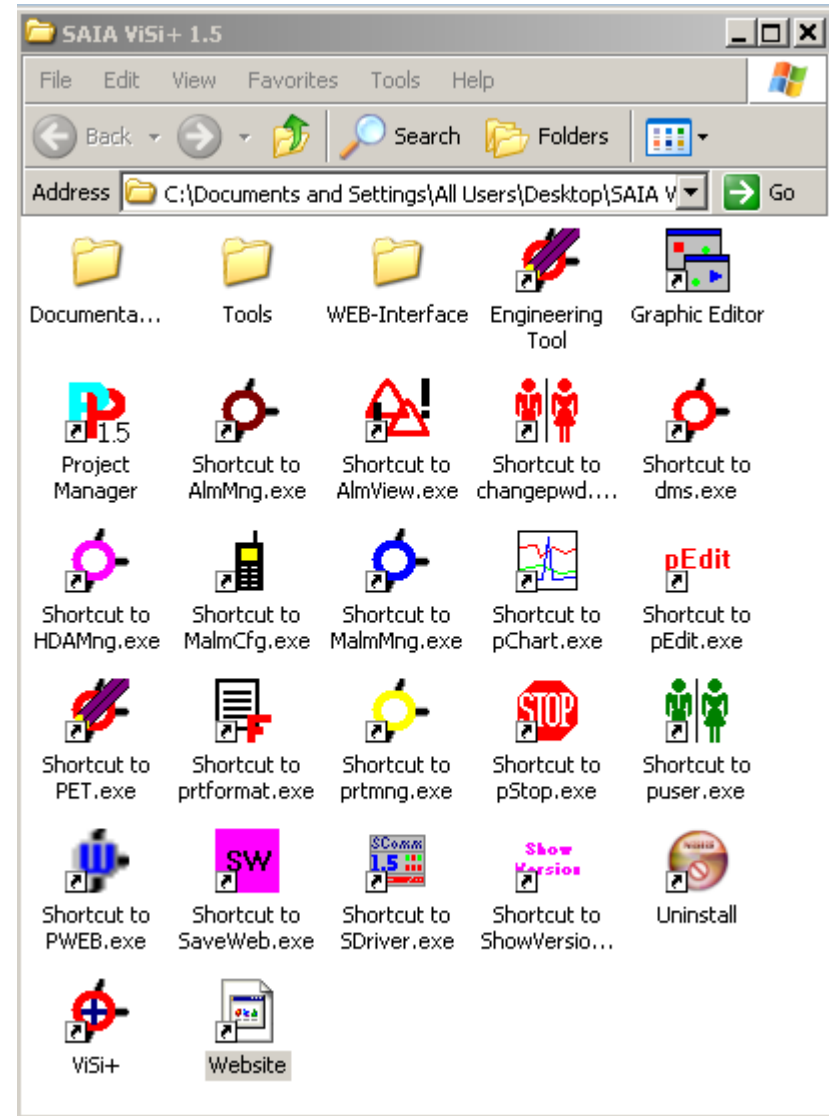 SAIA ViSi+ 1.5
File Edit View Favorites Tools Help
Back Search Folders
Address C:\Documents and Settings\All Users\Desktop\SAIA V Go
Documenta... Tools WEB-Interface Engineering Graphic Editor
Tool
1.5
Project Shortcut to Shortcut to Shortcut to Shortcut to
Manager AlmMng.exe AlmView.exe changepwd.... dms.exe
pEdit
Shortcut to Shortcut to Shortcut to Shortcut to Shortcut to
HDAMng.exe MalmCfg.exe MalmMng.exe pChart.exe pEdit.exe
F STOP
Shortcut to Shortcut to Shortcut to Shortcut to Shortcut to
PET.exe prtformat.exe prtmng.exe pStop.exe puser.exe
W SW SComm Show
1.5 Version
Shortcut to Shortcut to Shortcut to Shortcut to Uninstall
PWEB.exe SaveWeb.exe SDriver.exe ShowVersio...
ViSi+ Website